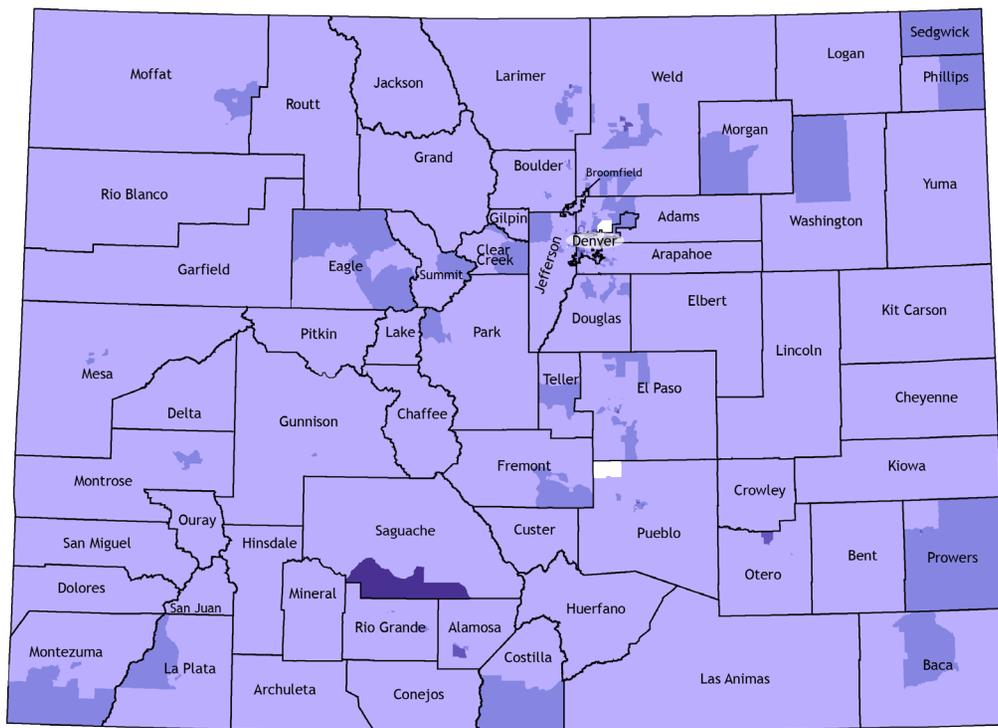 Sedgwick
Logan
Moffat
Larimer
Weld
Phillips
Jackson
Routt
Morgan
Grand
Boulder
Broomfield
Yuma
Rio Blanco
Gilpin
Adams
Washington
Denver
Clear
Creek
Arapahoe
Garfield
Eagle
Summit
Jefferson
Elbert
Kit Carson
Douglas
Pitkin
Lake
Park
Lincoln
Mesa
Teller
El Paso
Cheyenne
Delta
Gunnison
Chaffee
Fremont
Kiowa
Montrose
Crowley
Ouray
Saguache
Custer
Pueblo
San Miguel
Hinsdale
Bent
Prowers
Otero
Dolores
Mineral
San Juan
Huerfano
Rio Grande
Alamosa
Montezuma
La Plata
Costilla
Baca
Las Animas
Archuleta
Conejos